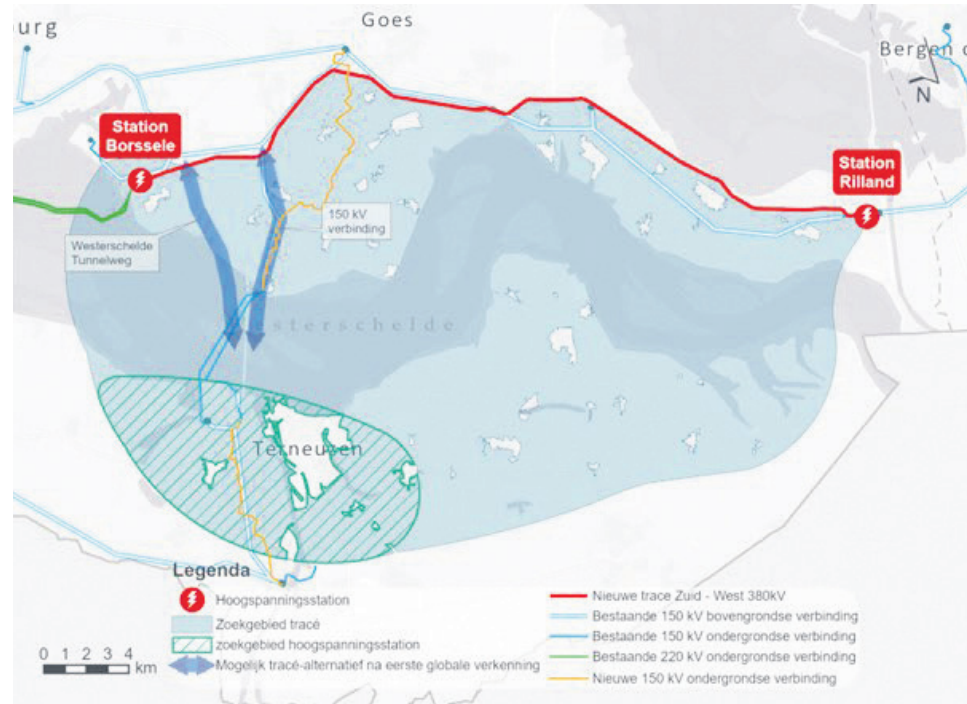 Goes
urg
Bergen
N
Station
Borssele
Station
Rilland
150 kV
verbinding
Westerschelde
Tunnelweg
esterschelde
Terneuzen
Legenda
Hoogspanningsstation
Zoekgebied tracé
zoekgebied hoogspanningsstation
Mogelijk tracé-alternatief na eerste globale verkenning
0 1 2 3 4
km
Nieuwe trace Zuid - West 380kV
Bestaande 150 kV bovengrondse verbinding
Bestaande 150 kV ondergrondse verbinding
Bestaande 220 kV ondergrondse verbinding
Nieuwe 150 kV ondergrondse verbinding